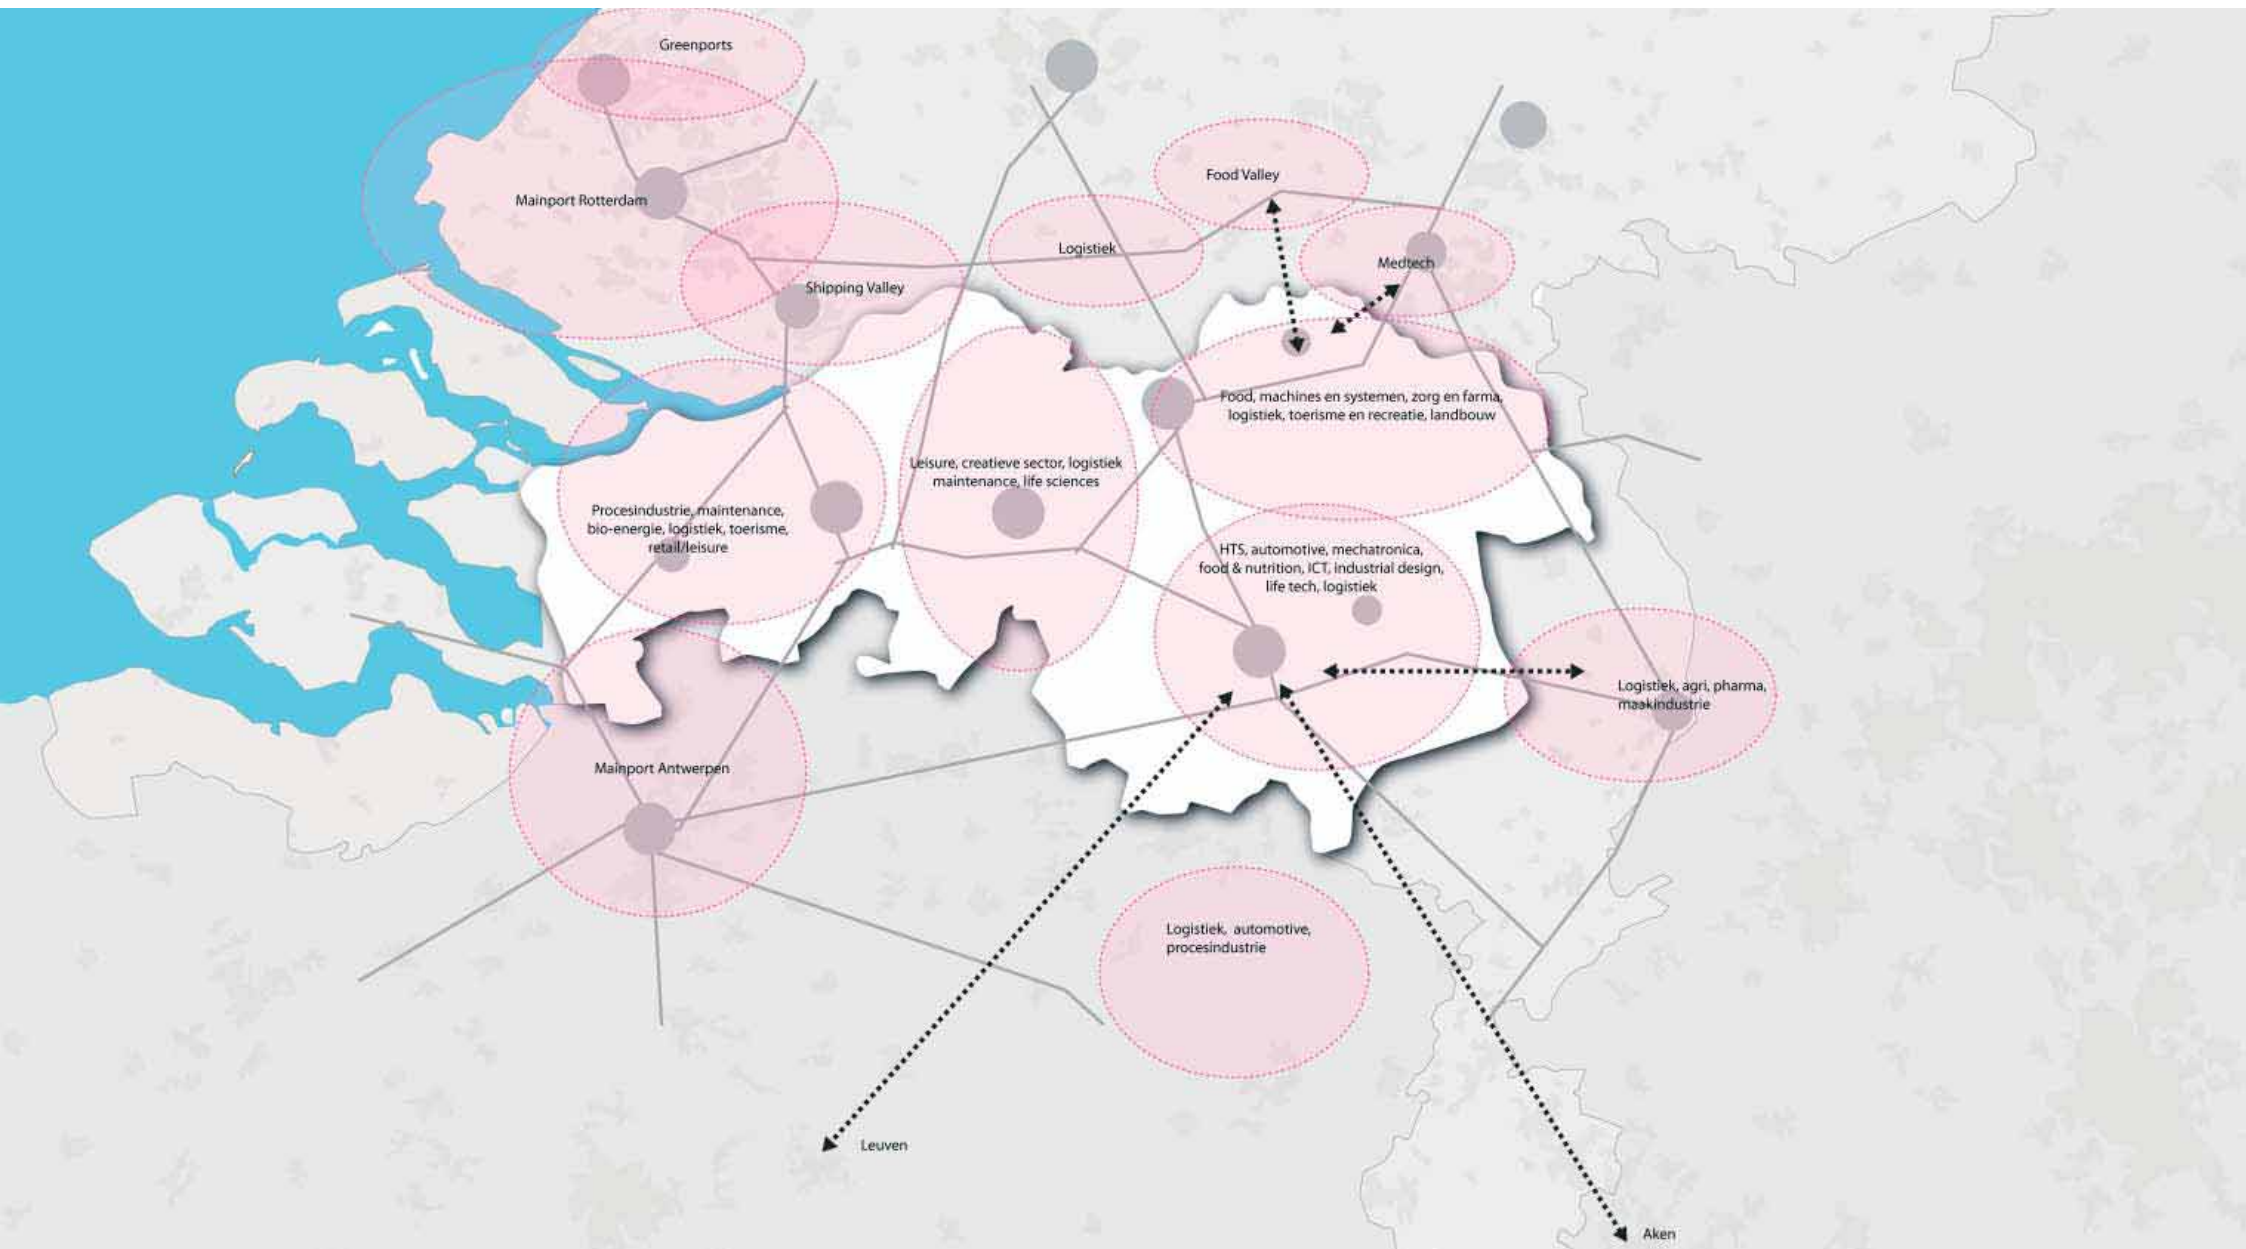 Greenports
Food Valley
Mainport Rotterdam
Logistiek
Medtech
Shipping Valley
Food, machines en systemen, zorg en farma,
logistiek, toerisme en recreatie, landbouw
Leisure, creatieve sector, logistiek
maintenance, life sciences
Procesindustrie, maintenance,
bio-energie, logistiek, toerisme,
retail/leisure
HTS, automotive, mechatronica,
food & nutrition, ICT, industrial design,
life tech, logistiek
Logistiek, agri, pharma,
maakindustrie
Mainport Antwerpen
Logistiek, automotive,
procesindustrie
Leuven
Aken